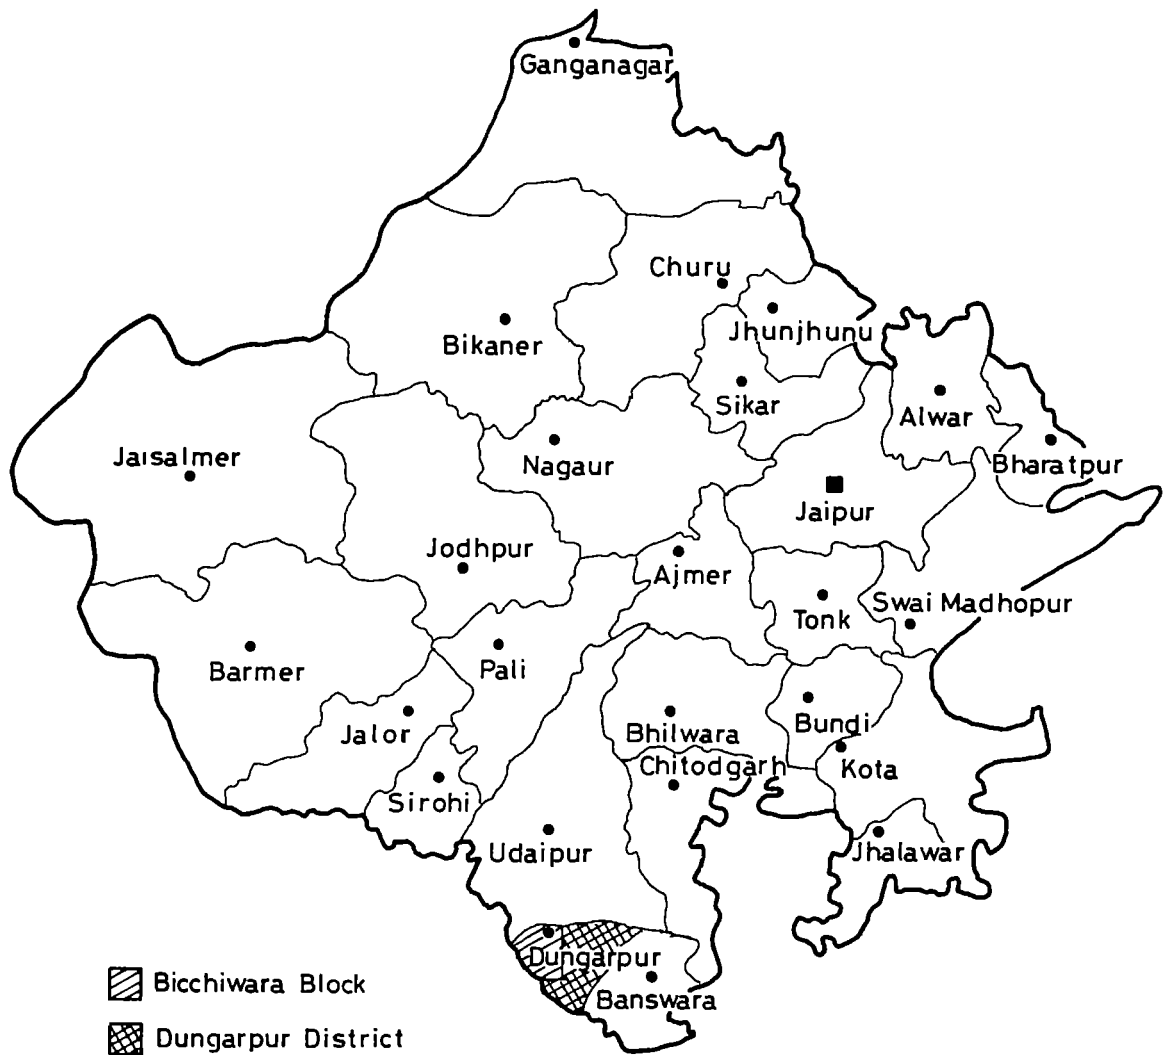 Ganganagar
Churu
Jhunjhunu
Bikaner
Sikar
Alwar
Jaisalmer
Nagaur
Bharatpur
Jaipur
Jodhpur
Ajmer
Swai Madhopur
Tonk
Barmer
Pali
Jalor
Bhilwara
Bundi
Chitodgarh
Kota
Sirohi
Udaipur
Jhalawar
Dungarpur
Banswara
Bicchiwara Block
Dungarpur District